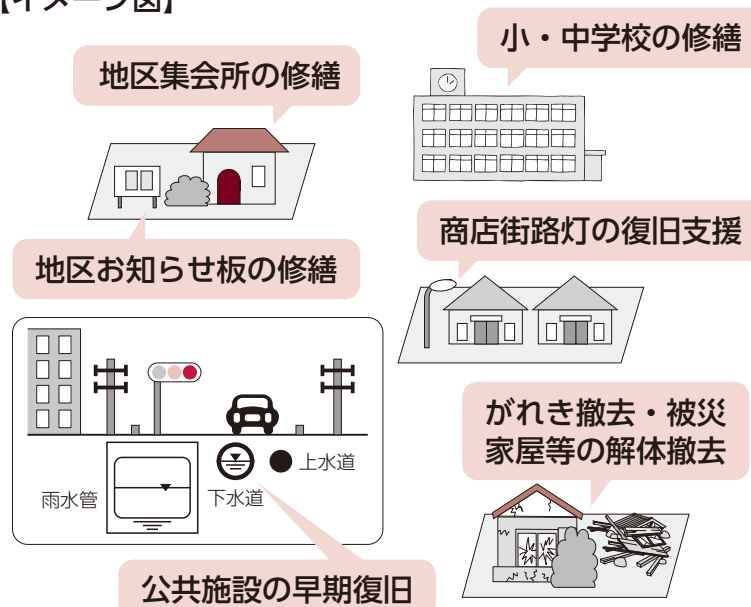 【イメージ図】
小・中学校の修繕
地区集会所の修繕
商店街路灯の復旧支援
地区お知らせ板の修繕
がれき撤去・被災
家屋等の解体撤去
上水道
雨水管
下水道
公共施設の早期復旧